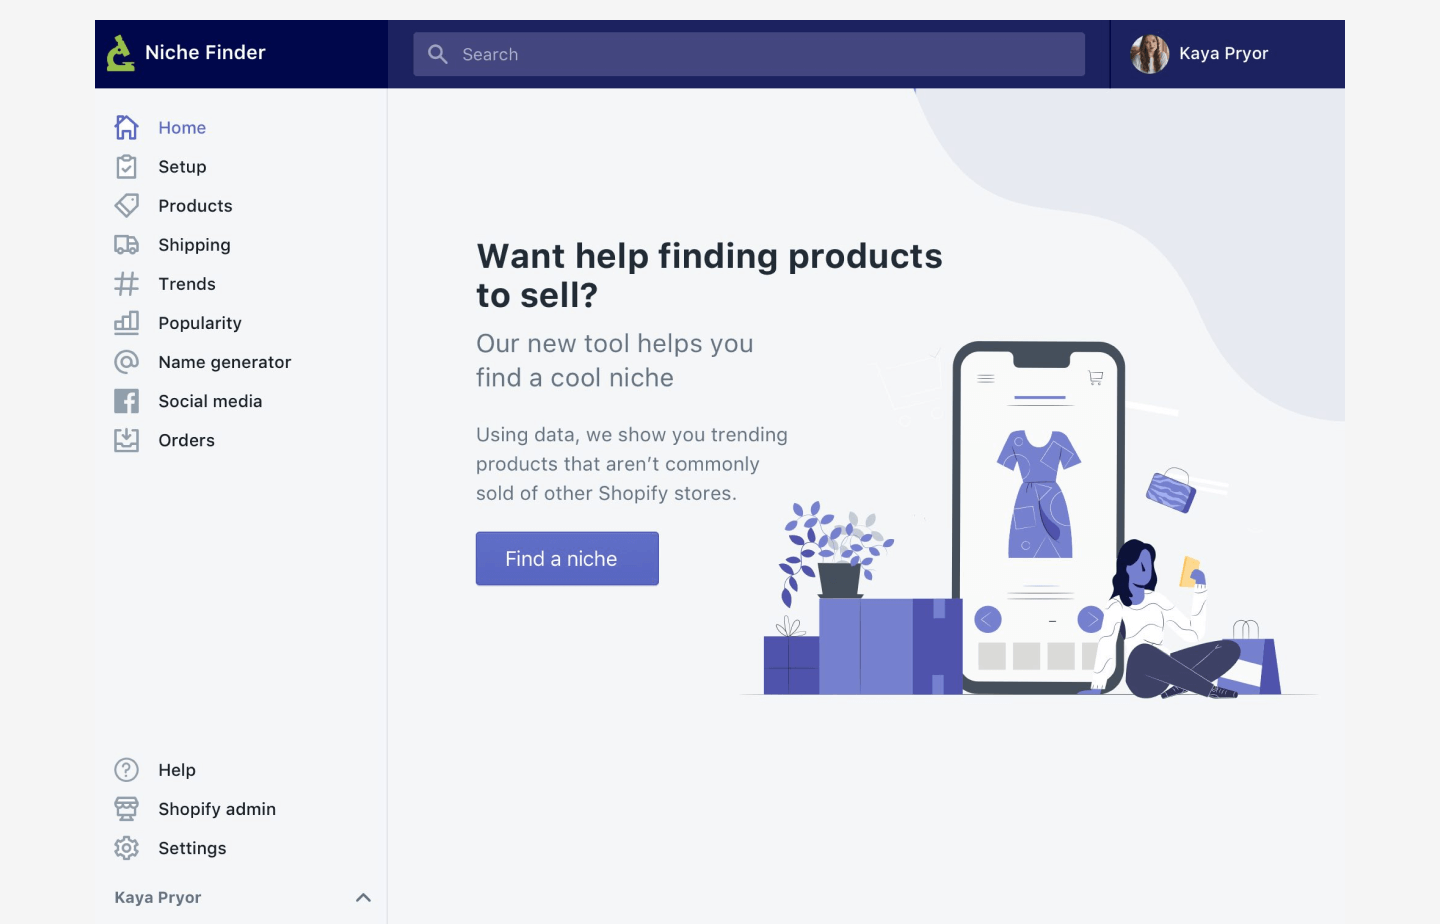 Niche Finder
Search
Kaya Pryor
Home
Setup
Products
Shipping
Trends
Popularity
Name generator
Social media
Orders
Want help finding products
to sell?
Our new tool helps you
find a cool niche
Using data, we show you trending
products that aren’t commonly
sold of other Shopify stores.
Find a niche
Help
Shopify admin
Settings
Kaya Pryor